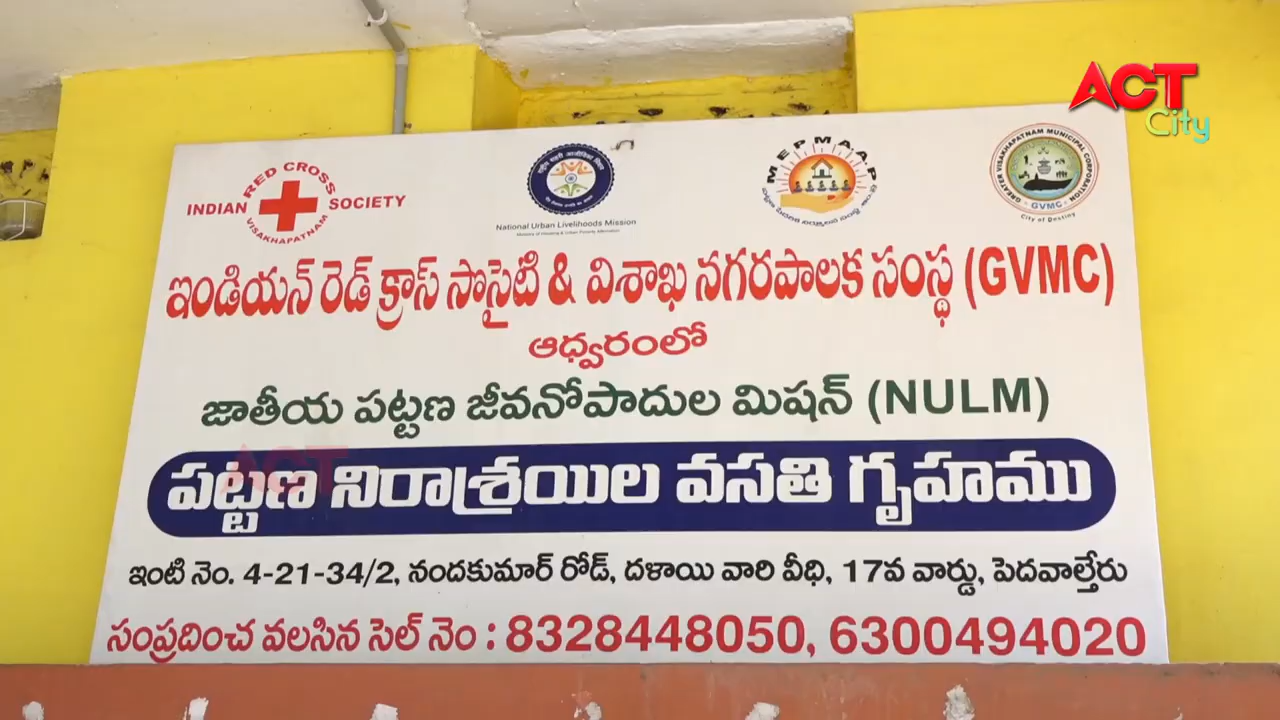 ACT
City
INDIAN RED CROSS SOCIETY
VISAKHAPATNAM
National Urban Livelihoods Mission
MEPMA A.P
GREATER VISAKHAPATNAM MUNICIPAL CORPORATION
GVMC
City of Destiny
ఇండియన్ రెడ్ క్రాస్ సొసైటి & విశాఖ నగరపాలక సంస్థ (GVMC)
ఆధ్వరంలో
జాతీయ పట్టణ జీవనోపాదుల మిషన్ (NULM)
పట్టణ నిరాశ్రయిల వసతి గృహము
ఇంటి నెం. 4-21-34/2, నందకుమార్ రోడ్, దళాయి వారి వీధి, 17వ వార్డు, పెదవాల్తేరు
సంప్రదించ వలసిన సెల్ నెం : 8328448050, 6300494020